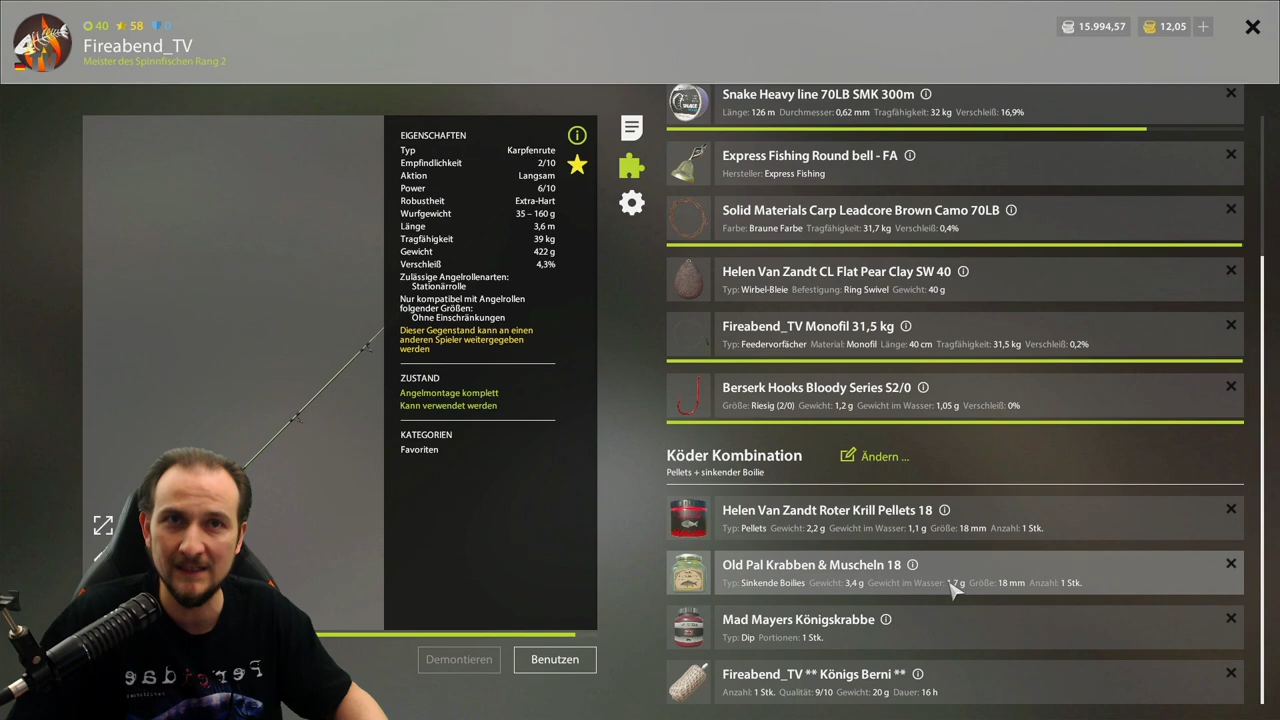 40 58 0
15.994,57 12,05
Fireabend_TV
Meister des Spinnfischen Rang 2
EIGENSCHAFTEN
Typ Karpfenrute
Empfindlichkeit 2/10
Aktion Langsam
Power 6/10
Robustheit Extra-Hart
Wurfgewicht 35 – 160 g
Länge 3,6 m
Tragfähigkeit 39 kg
Gewicht 422 g
Verschleiß 4,3%
Zulässige Angelrollenarten:
Stationärrolle
Nur kompatibel mit Angelrollen
folgender Größen:
Ohne Einschränkungen
Dieser Gegenstand kann an einen
anderen Spieler weitergegeben
werden
ZUSTAND
Angelmontage komplett
Kann verwendet werden
KATEGORIEN
Favoriten
Demontieren Benutzen
Snake Heavy line 70LB SMK 300m
Länge: 126 m Durchmesser: 0,62 mm Tragfähigkeit: 32 kg Verschleiß: 16,9%
Express Fishing Round bell - FA
Hersteller: Express Fishing
Solid Materials Carp Leadcore Brown Camo 70LB
Farbe: Braune Farbe Tragfähigkeit: 31,7 kg Verschleiß: 0,4%
Helen Van Zandt CL Flat Pear Clay SW 40
Typ: Wirbel-Bleie Befestigung: Ring Swivel Gewicht: 40 g
Fireabend_TV Monofil 31,5 kg
Typ: Feedervorfächer Material: Monofil Länge: 40 cm Tragfähigkeit: 31,5 kg Verschleiß: 0,2%
Berserk Hooks Bloody Series S2/0
Größe: Riesig (2/0) Gewicht: 1,2 g Gewicht im Wasser: 1,05 g Verschleiß: 0%
Köder Kombination Ändern ...
Pellets + sinkender Boilie
Helen Van Zandt Roter Krill Pellets 18
Typ: Pellets Gewicht: 2,2 g Gewicht im Wasser: 1,1 g Größe: 18 mm Anzahl: 1 Stk.
Old Pal Krabben & Muscheln 18
Typ: Sinkende Boilies Gewicht: 3,4 g Gewicht im Wasser: g Größe: 18 mm Anzahl: 1 Stk.
Mad Mayers Königskrabbe
Typ: Dip Portionen: 1 Stk.
Fireabend_TV ** Königs Berni **
Anzahl: 1 Stk. Qualität: 9/10 Gewicht: 20 g Dauer: 16 h